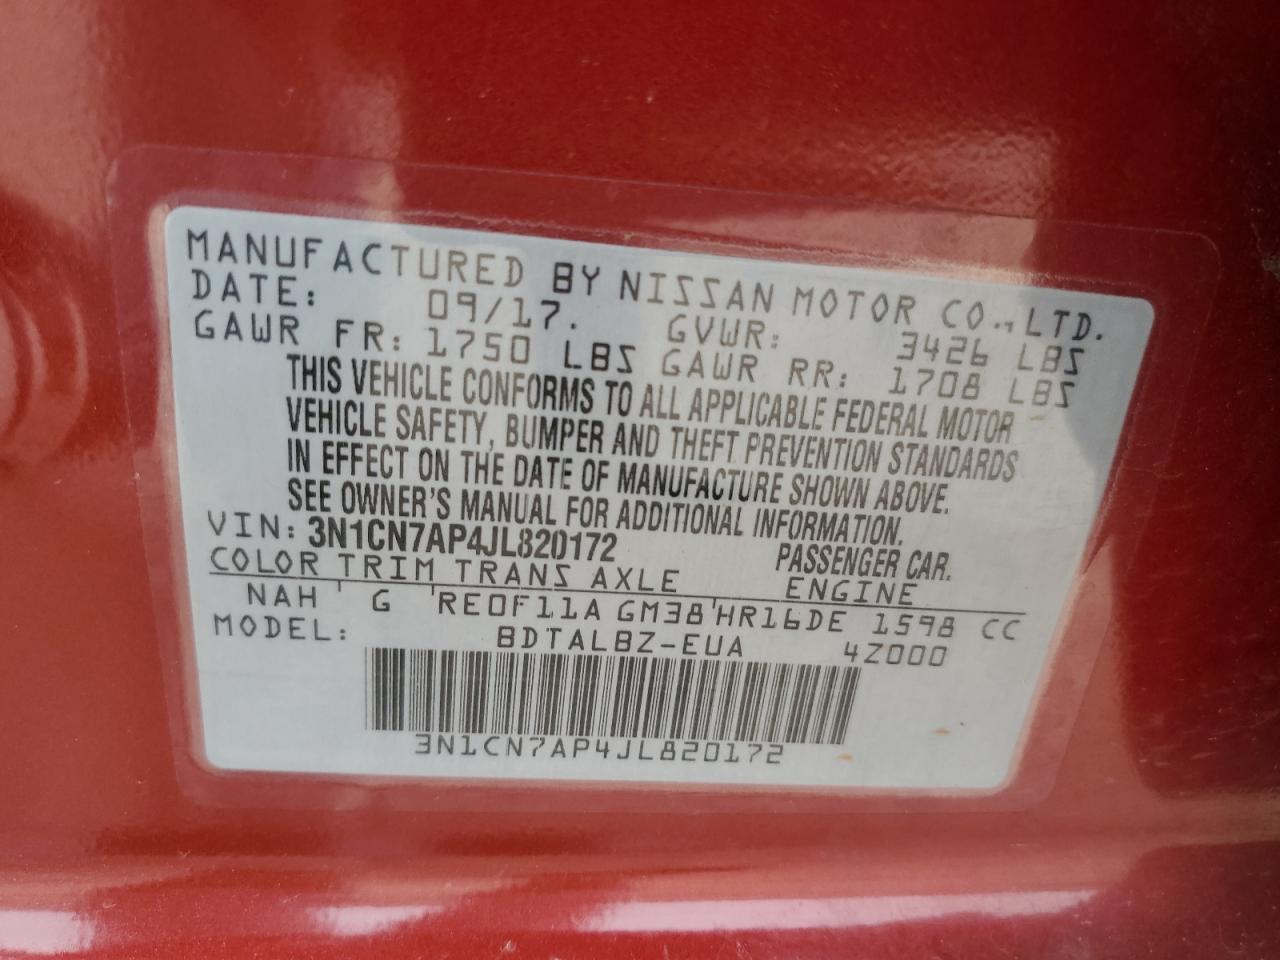 MANUFACTURED BY NISSAN MOTOR CO., LTD.
DATE: 09/17. GVWR: 3426 LBS
GAWR FR: 1750 LBS GAWR RR: 1708 LBS
THIS VEHICLE CONFORMS TO ALL APPLICABLE FEDERAL MOTOR
VEHICLE SAFETY, BUMPER AND THEFT PREVENTION STANDARDS
IN EFFECT ON THE DATE OF MANUFACTURE SHOWN ABOVE.
SEE OWNER'S MANUAL FOR ADDITIONAL INFORMATION.
VIN: 3N1CN7AP4JL820172 PASSENGER CAR.
COLOR TRIM TRANS AXLE ENGINE
NAH ' G 'RE0F11A GM38'HR16DE 1598 CC
MODEL: BDTALBZ-EUA 4Z000
3N1CN7AP4JL820172